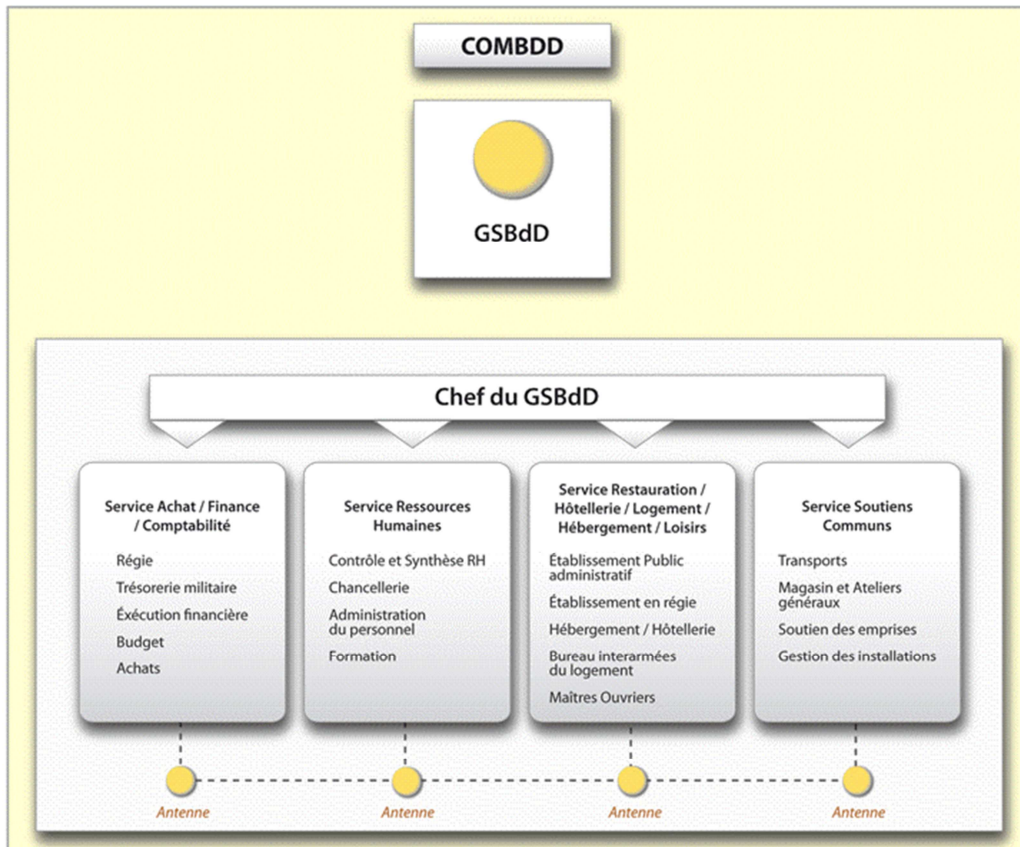 COMBDD
GSBdD
Chef du GSBdD
Service Achat / Finance
/ Comptabilité
Régie
Trésorerie militaire
Éxécution financière
Budget
Achats
Service Ressources
Humaines
Contrôle et Synthèse RH
Chancellerie
Administration
du personnel
Formation
Service Restauration /
Hôtellerie / Logement /
Hébergement / Loisirs
Établissement Public
administratif
Établissement en régie
Hébergement / Hôtellerie
Bureau interarmées
du logement
Maîtres Ouvriers
Service Soutiens
Communs
Transports
Magasin et Ateliers
généraux
Soutien des emprises
Gestion des installations
Antenne
Antenne
Antenne
Antenne